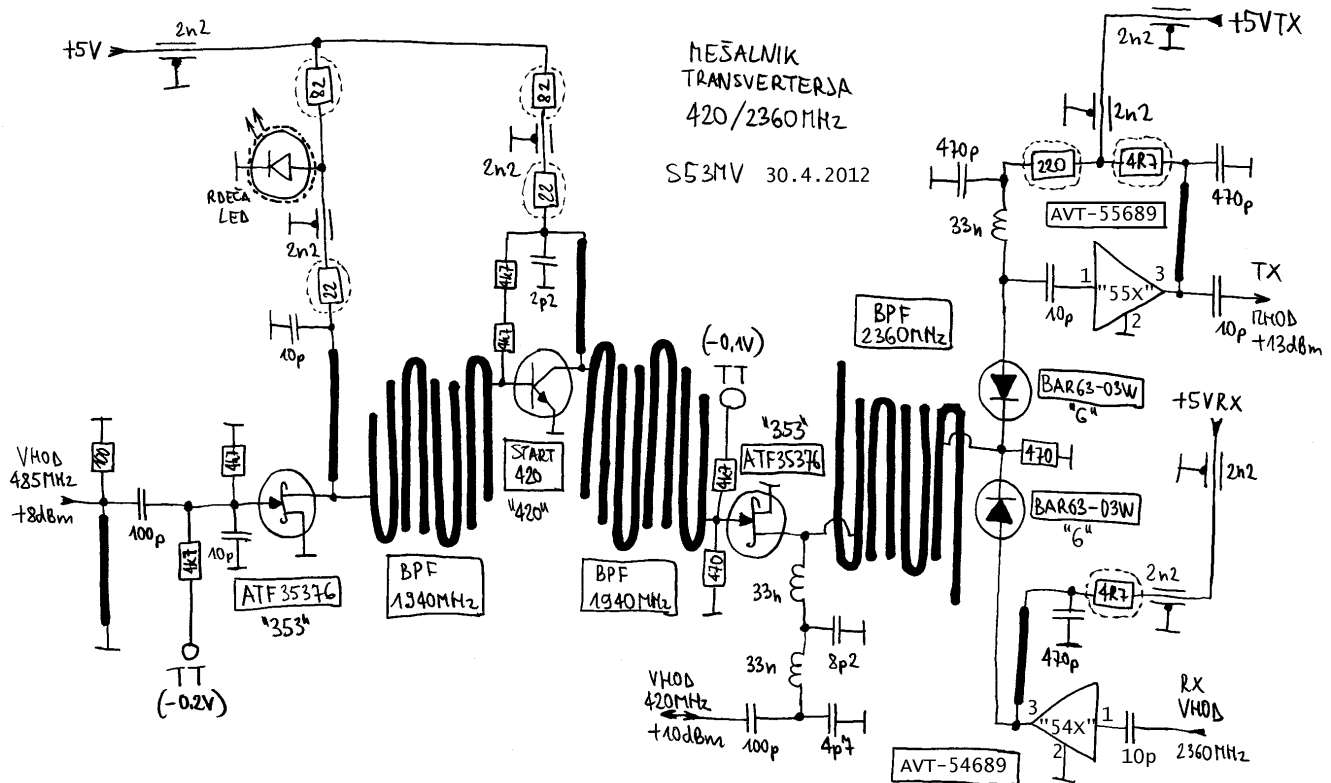 +5V
2n2
82
RDEČA
LED
2n2
22
10p
82
2n2
22
4k7
4k7
2p2
MEŠALNIK
TRANSVERTERJA
420/2360MHz
S53MV 30.4.2012
2n2
+5VTX
2n2
470p
220
4R7
470p
33n
AVT-55689
10p
1
"55X"
3
2
10p
TX
IZHOD
+13dBm
BPF
2360MHz
BAR63-03W
"6"
470
BAR63-03W
"6"
+5VRX
2n2
VHOD
485MHz
+8dBm
100
100p
4k7
4k7
10p
TT
(-0.2V)
ATF35376
"353"
BPF
1940MHz
START
420
"420"
BPF
1940MHz
(-0.1V)
TT
4k7
470
"353"
ATF35376
33n
8p2
33n
VHOD
420MHz
+10dBm
100p
4p7
4R7
2n2
470p
3
"54X"
1
2
10p
RX
VHOD
2360MHz
AVT-54689